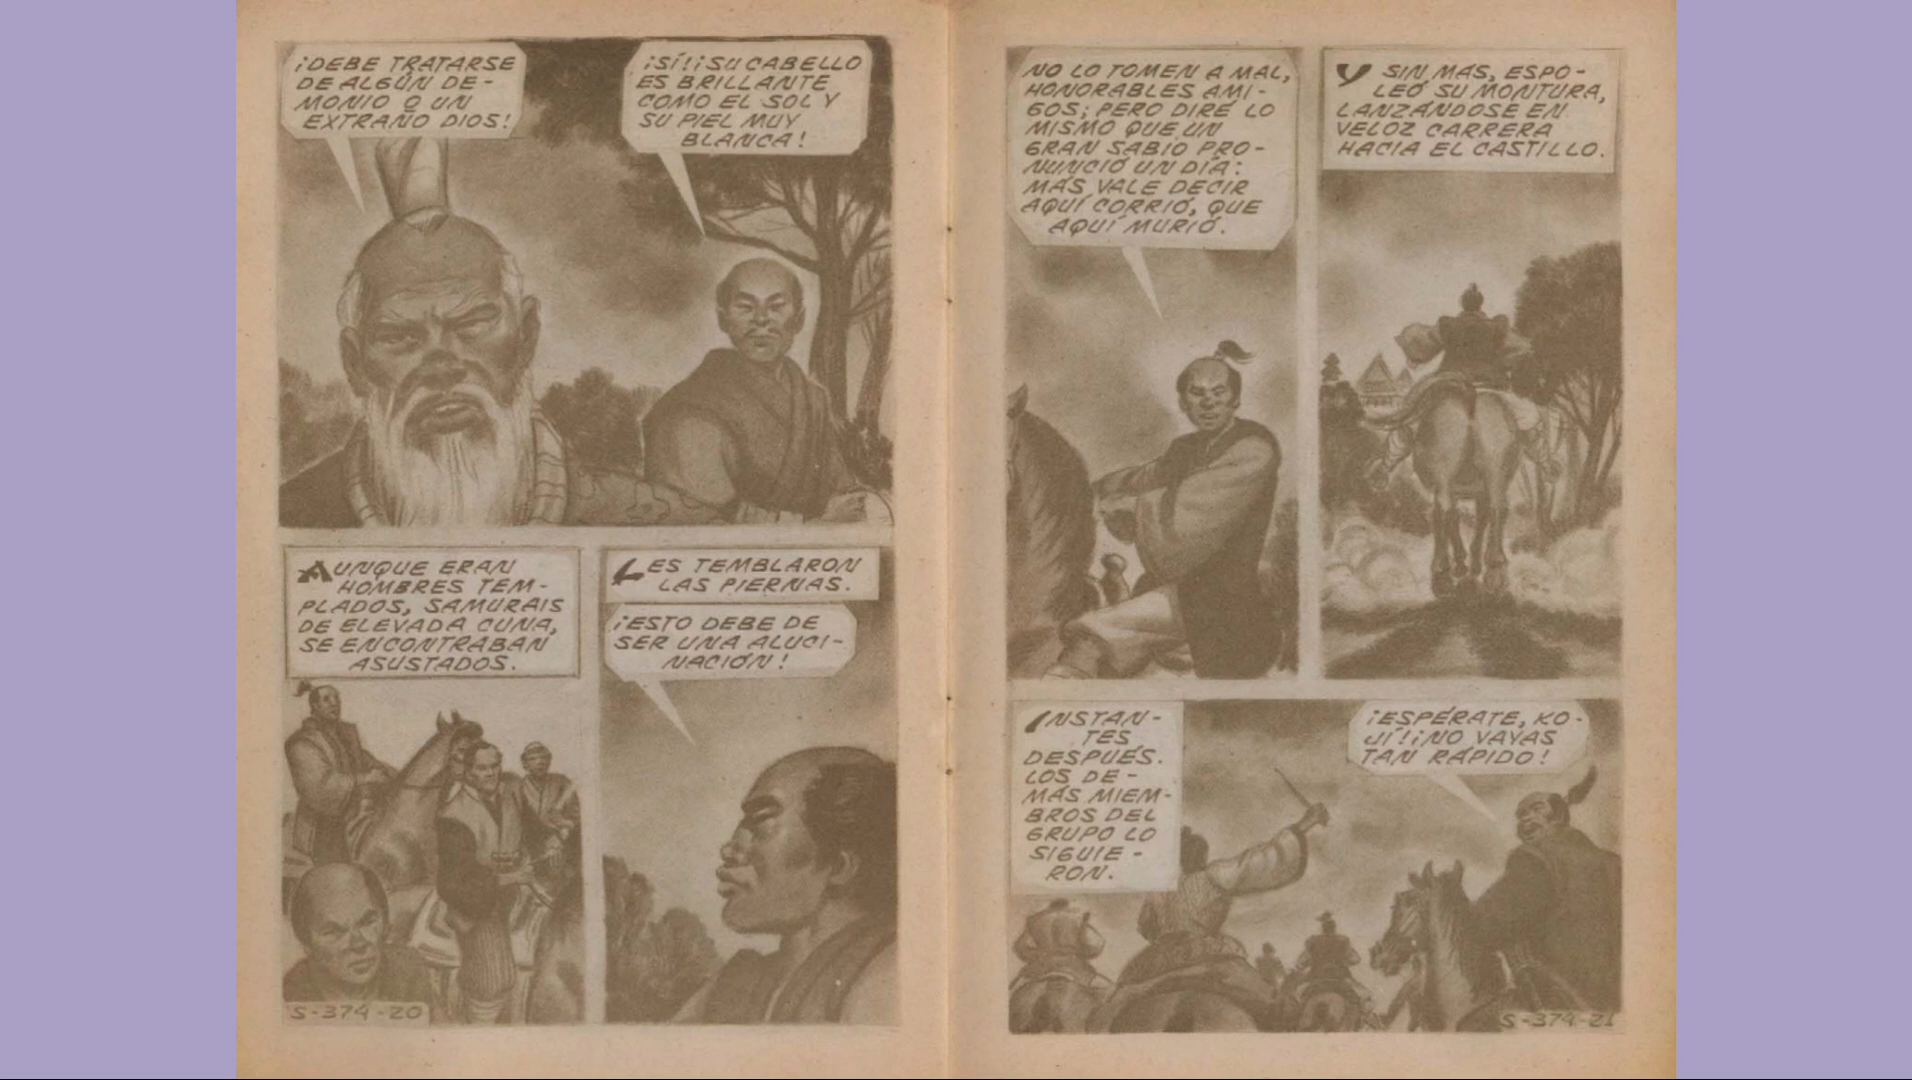 ¡DEBE TRATARSE
DE ALGÚN DE-
MONIO O UN
EXTRAÑO DIOS!
¡SÍ!¡SU CABELLO
ES BRILLANTE
COMO EL SOL Y
SU PIEL MUY
BLANCA!
AUNQUE ERAN
HOMBRES TEM-
PLADOS, SAMURAIS
DE ELEVADA CUNA,
SE ENCONTRABAN
ASUSTADOS.
LES TEMBLARON
LAS PIERNAS.
¡ESTO DEBE DE
SER UNA ALUCI-
NACIÓN!
S-374-20
NO LO TOMEN A MAL,
HONORABLES AMI-
GOS; PERO DIRÉ LO
MISMO QUE UN
GRAN SABIO PRO-
NUNCIÓ UN DÍA:
MÁS VALE DECIR
AQUÍ CORRIÓ, QUE
AQUÍ MURIÓ.
Y SIN MÁS, ESPO-
LEÓ SU MONTURA,
LANZÁNDOSE EN
VELOZ CARRERA
HACIA EL CASTILLO.
INSTAN-
TES
DESPUÉS.
LOS DE-
MÁS MIEM-
BROS DEL
GRUPO LO
SIGUIE-
RON.
¡ESPÉRATE, KO-
JI!¡NO VAYAS
TAN RÁPIDO!
S-374-21